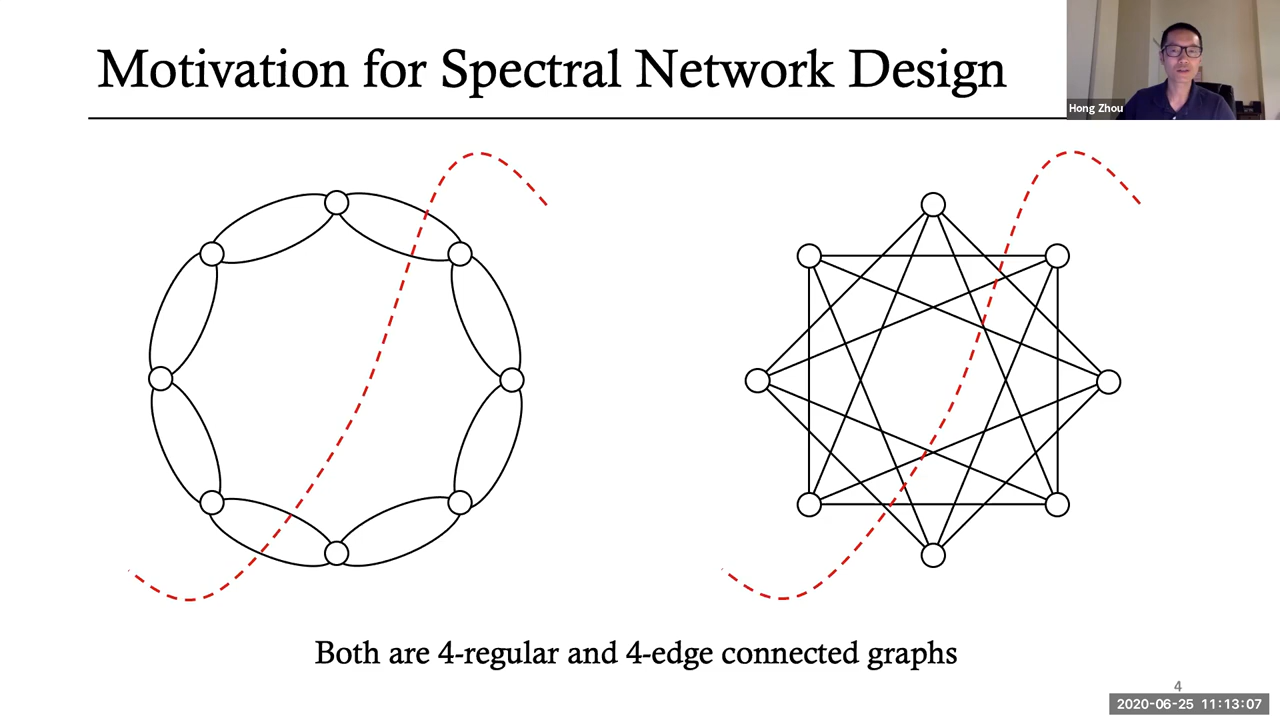 Motivation for Spectral Network Design
Hong Zhou
Both are 4-regular and 4-edge connected graphs
4
2020-06-25 11:13:07